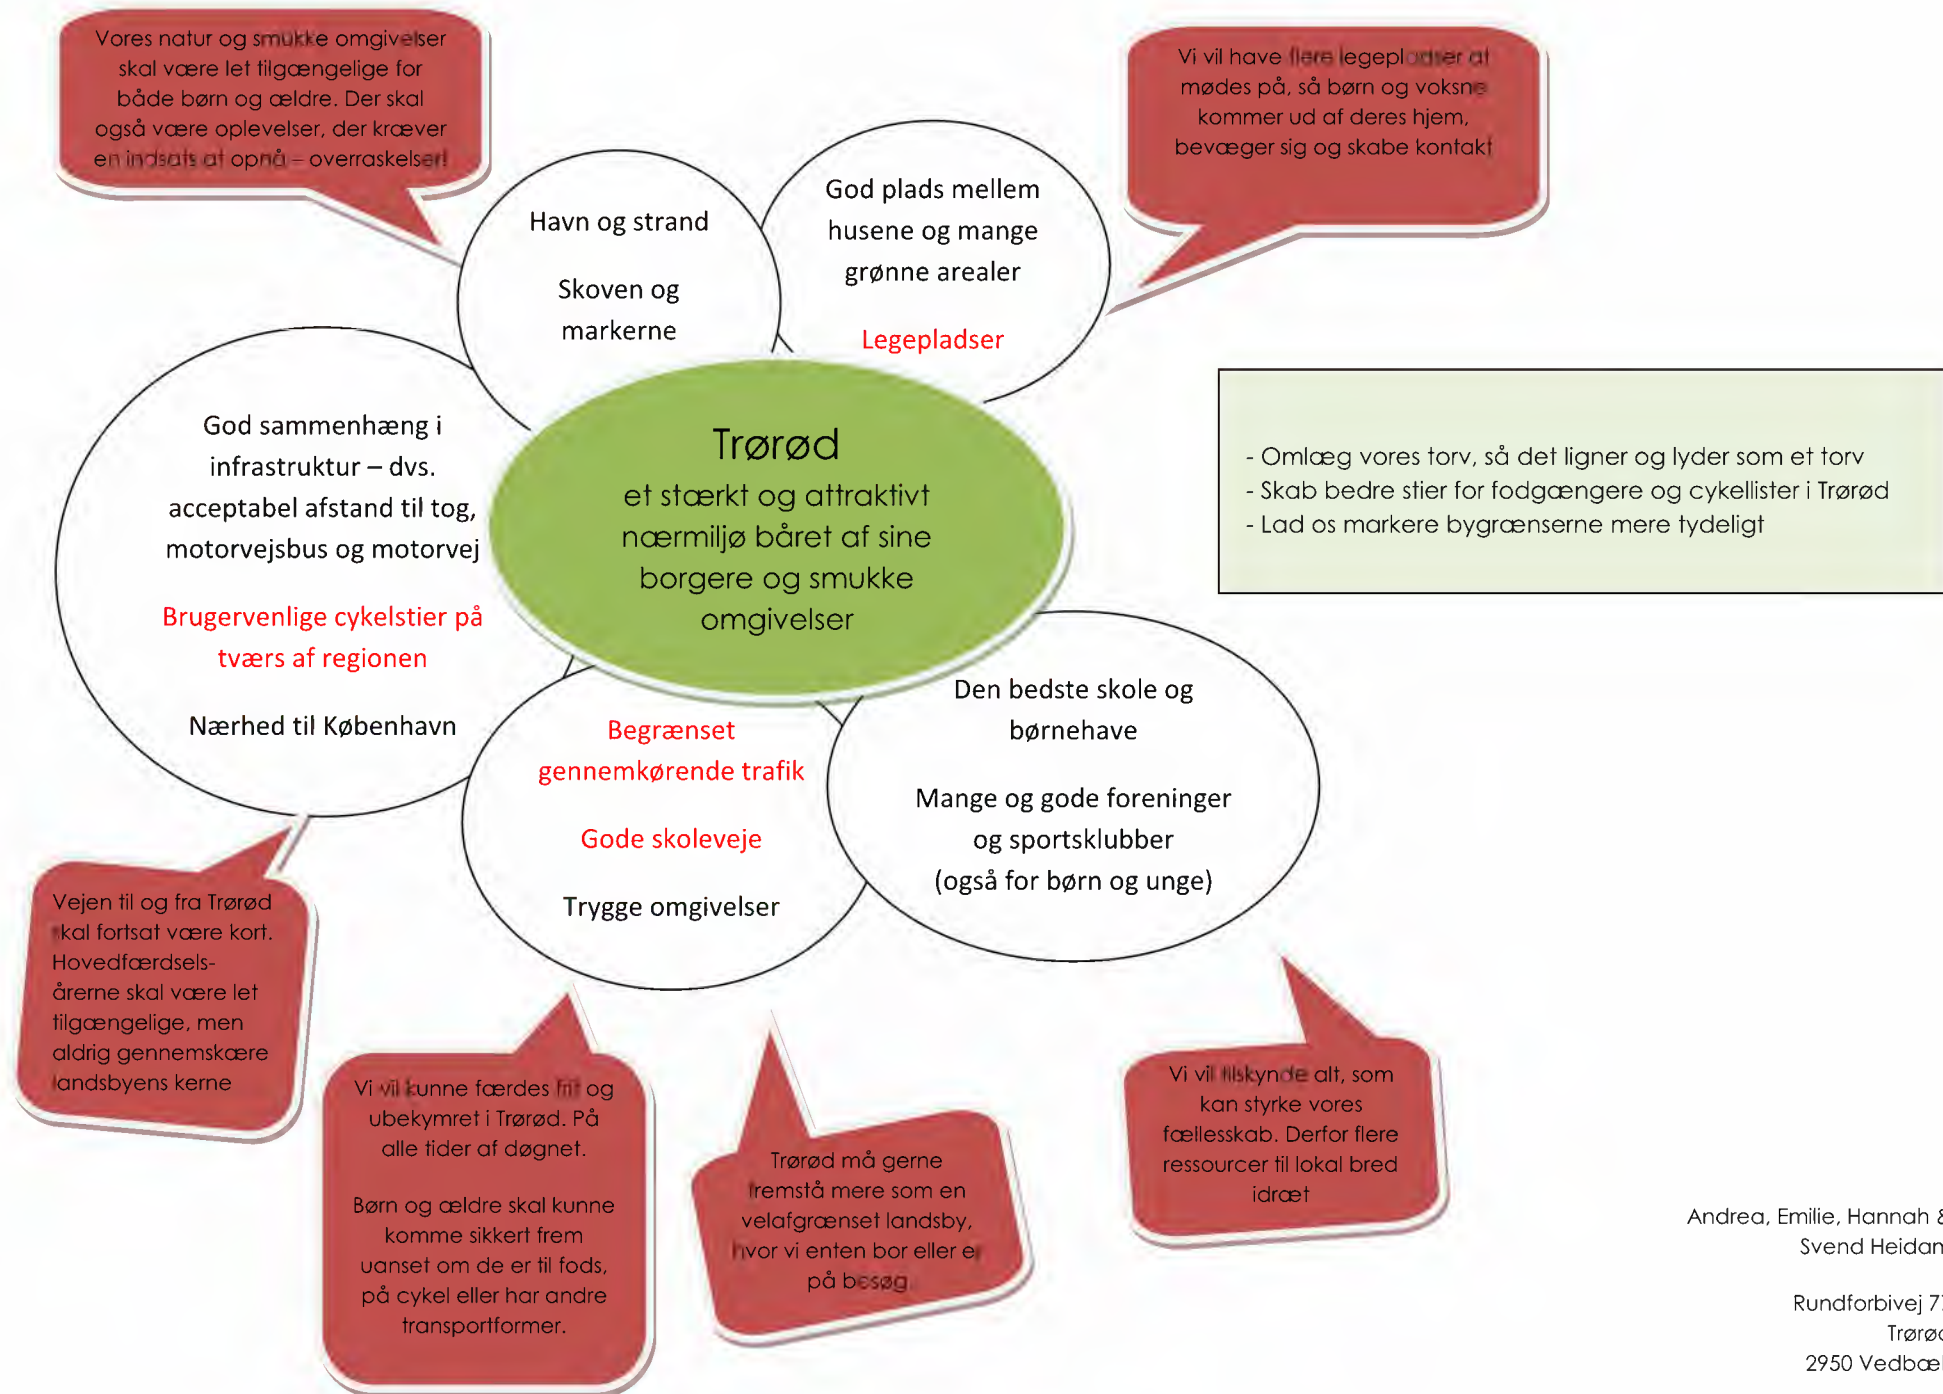 Vores natur og smukke omgivelser
skal være let tilgængelige for
både børn og ældre. Der skal
også være oplevelser, der kræver
en indsats at opnå – overraskelser!
Vi vil have flere legepladser at
mødes på, så børn og voksne
kommer ud af deres hjem,
bevæger sig og skabe kontakt
Havn og strand
Skoven og
markerne
God plads mellem
husene og mange
grønne arealer
Legepladser
God sammenhæng i
infrastruktur – dvs.
acceptabel afstand til tog,
motorvejsbus og motorvej
Brugervenlige cykelstier på
tværs af regionen
Nærhed til København
Trørød
et stærkt og attraktivt
nærmiljø båret af sine
borgere og smukke
omgivelser
- Omlæg vores torv, så det ligner og lyder som et torv
- Skab bedre stier for fodgængere og cykellister i Trørød
- Lad os markere bygrænserne mere tydeligt
Begrænset
gennemkørende trafik
Gode skoleveje
Trygge omgivelser
Den bedste skole og
børnehave
Mange og gode foreninger
og sportsklubber
(også for børn og unge)
Vejen til og fra Trørød
skal fortsat være kort.
Hovedfærdsels-
årerne skal være let
tilgængelige, men
aldrig gennemskære
landsbyens kerne
Vi vil kunne færdes frit og
ubekymret i Trørød. På
alle tider af døgnet.
Børn og ældre skal kunne
komme sikkert frem
uanset om de er til fods,
på cykel eller har andre
transportformer.
Trørød må gerne
fremstå mere som en
velafgrænset landsby,
hvor vi enten bor eller er
på besøg.
Vi vil tilskynde alt, som
kan styrke vores
fællesskab. Derfor flere
ressourcer til lokal bred
idræt
Andrea, Emilie, Hannah &
Svend
Rundforbivej
Trørød
2950 Vedbæk